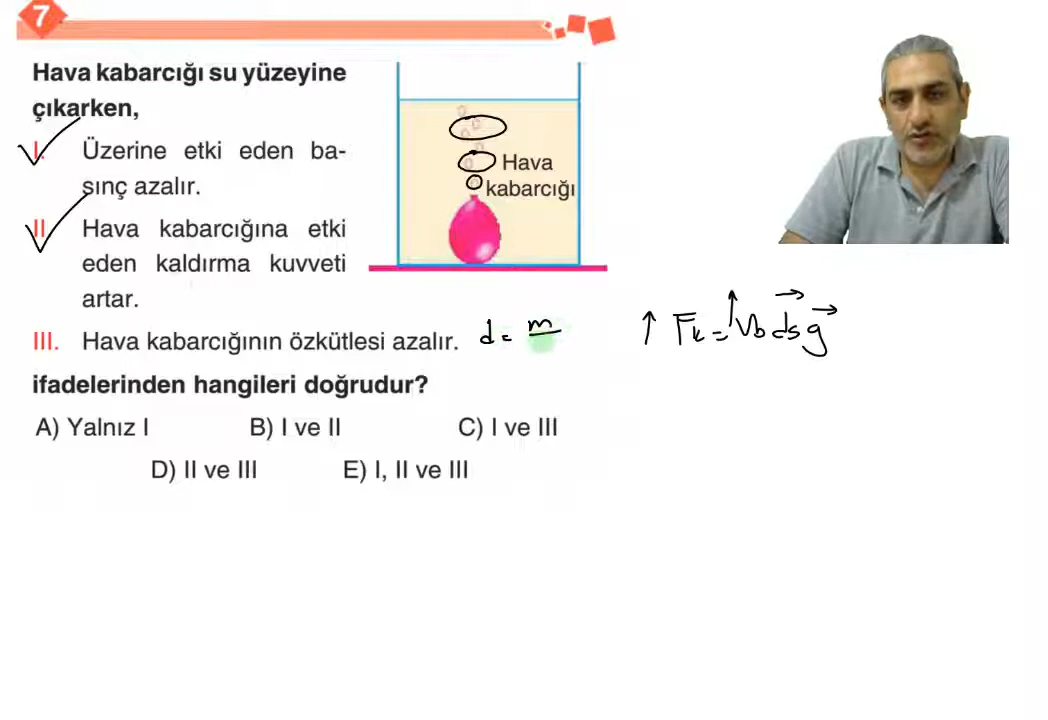 7
Hava kabarcığı su yüzeyine
çıkarken,
I. Üzerine etki eden ba-
sınç azalır.
II. Hava kabarcığına etki
eden kaldırma kuvveti
artar.
III. Hava kabarcığının özkütlesi azalır.
Hava
kabarcığı
d = m
↑ Fk = ↑ Vb ds g
ifadelerinden hangileri doğrudur?
A) Yalnız I B) I ve II C) I ve III
D) II ve III E) I, II ve III